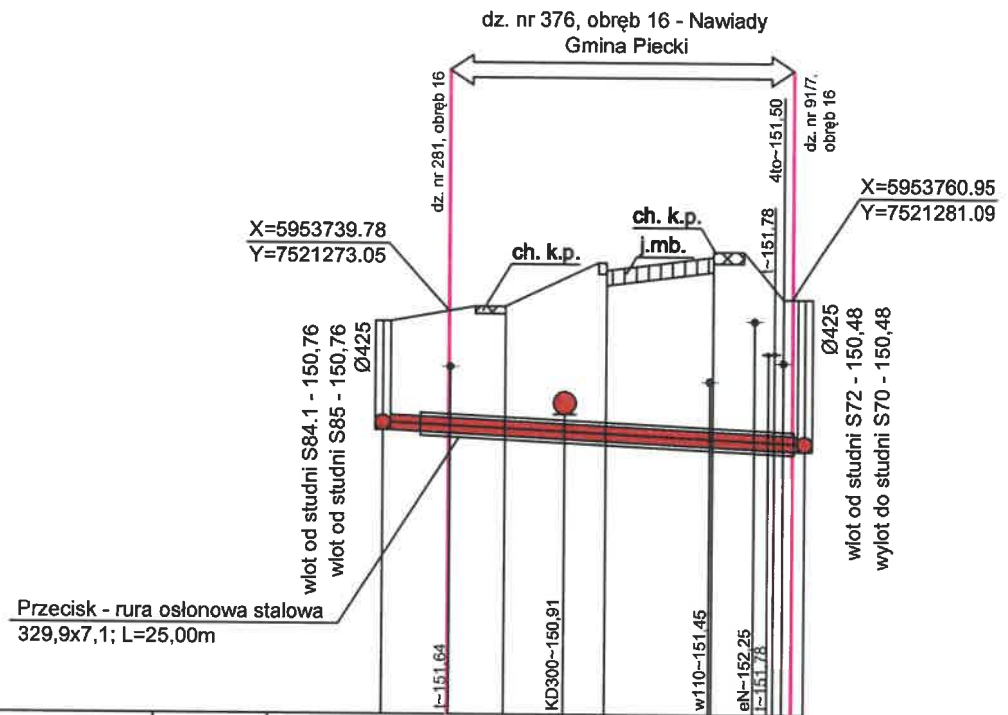 dz. nr 376, obręb 16 - Nawiady
Gmina Piecki
dz. nr 281, obręb 16
4to~151,50
dz. nr 91/7,
obręb 16
X=5953739.78
Y=7521273.05
ch. k.p.
ch. k.p.
j.mb.
t~151,78
X=5953760.95
Y=7521281.09
wlot od studni S84.1 - 150,76
wlot od studni S85 - 150,76
Ø425
Ø425
wlot od studni S72 - 150,48
wylot do studni S70 - 150,48
Przecisk - rura osłonowa stalowa
329,9x7,1; L=25,00m
t~151,64
KD300~150,91
w110~151,45
eN~152,25
t~151,78